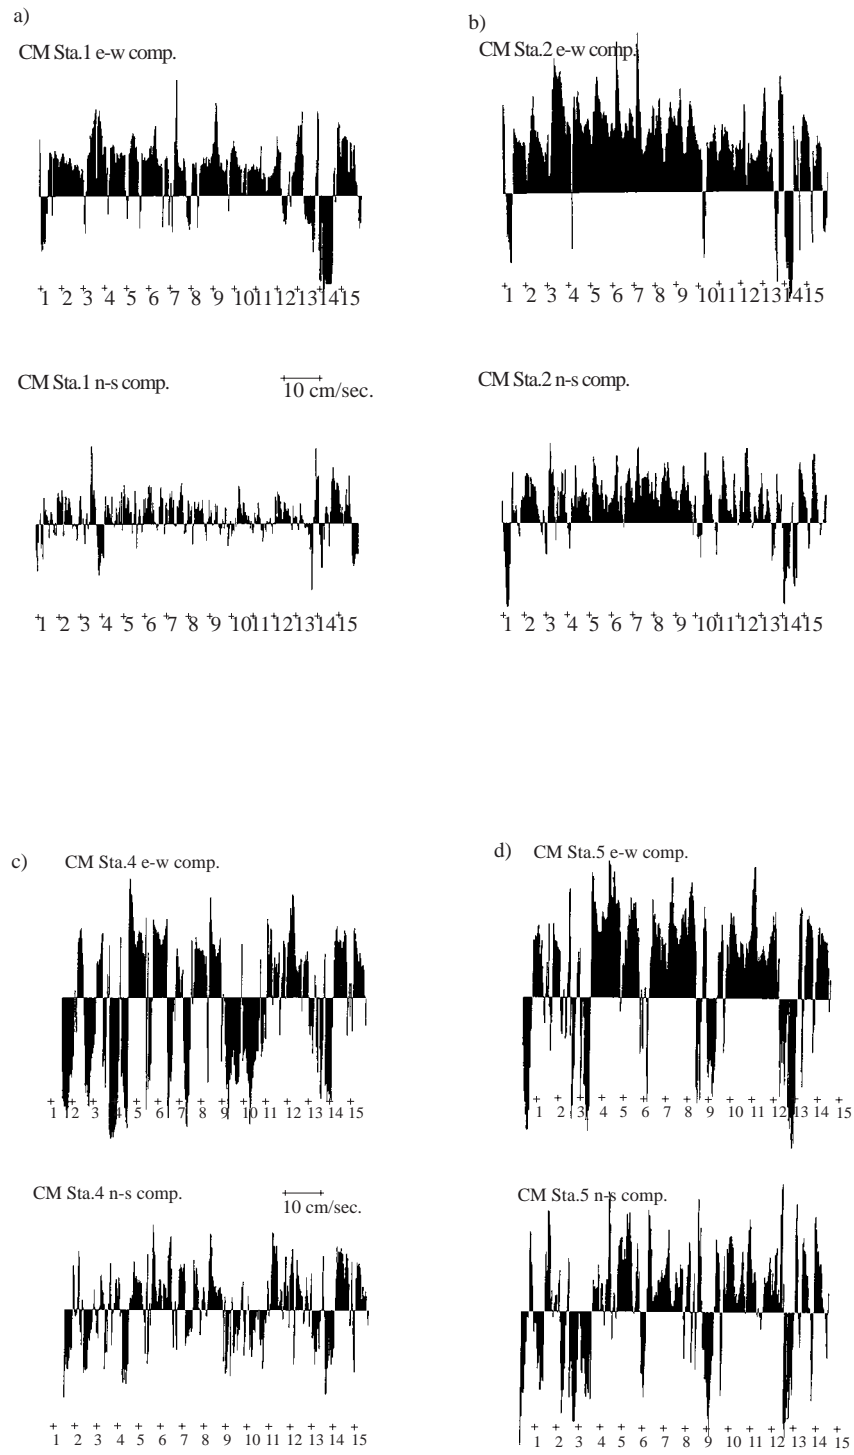 a)
CM Sta.1 e-w comp.
1 2 3 4 5 6 7 8 9 10 11 12 13 14 15
CM Sta.1 n-s comp.
10 cm/sec.
1 2 3 4 5 6 7 8 9 10 11 12 13 14 15
b)
CM Sta.2 e-w comp.
1 2 3 4 5 6 7 8 9 10 11 12 13 14 15
CM Sta.2 n-s comp.
1 2 3 4 5 6 7 8 9 10 11 12 13 14 15
c)
CM Sta.4 e-w comp.
1 2 3 4 5 6 7 8 9 10 11 12 13 14 15
CM Sta.4 n-s comp.
10 cm/sec.
1 2 3 4 5 6 7 8 9 10 11 12 13 14 15
d)
CM Sta.5 e-w comp.
1 2 3 4 5 6 7 8 9 10 11 12 13 14 15
CM Sta.5 n-s comp.
1 2 3 4 5 6 7 8 9 10 11 12 13 14 15